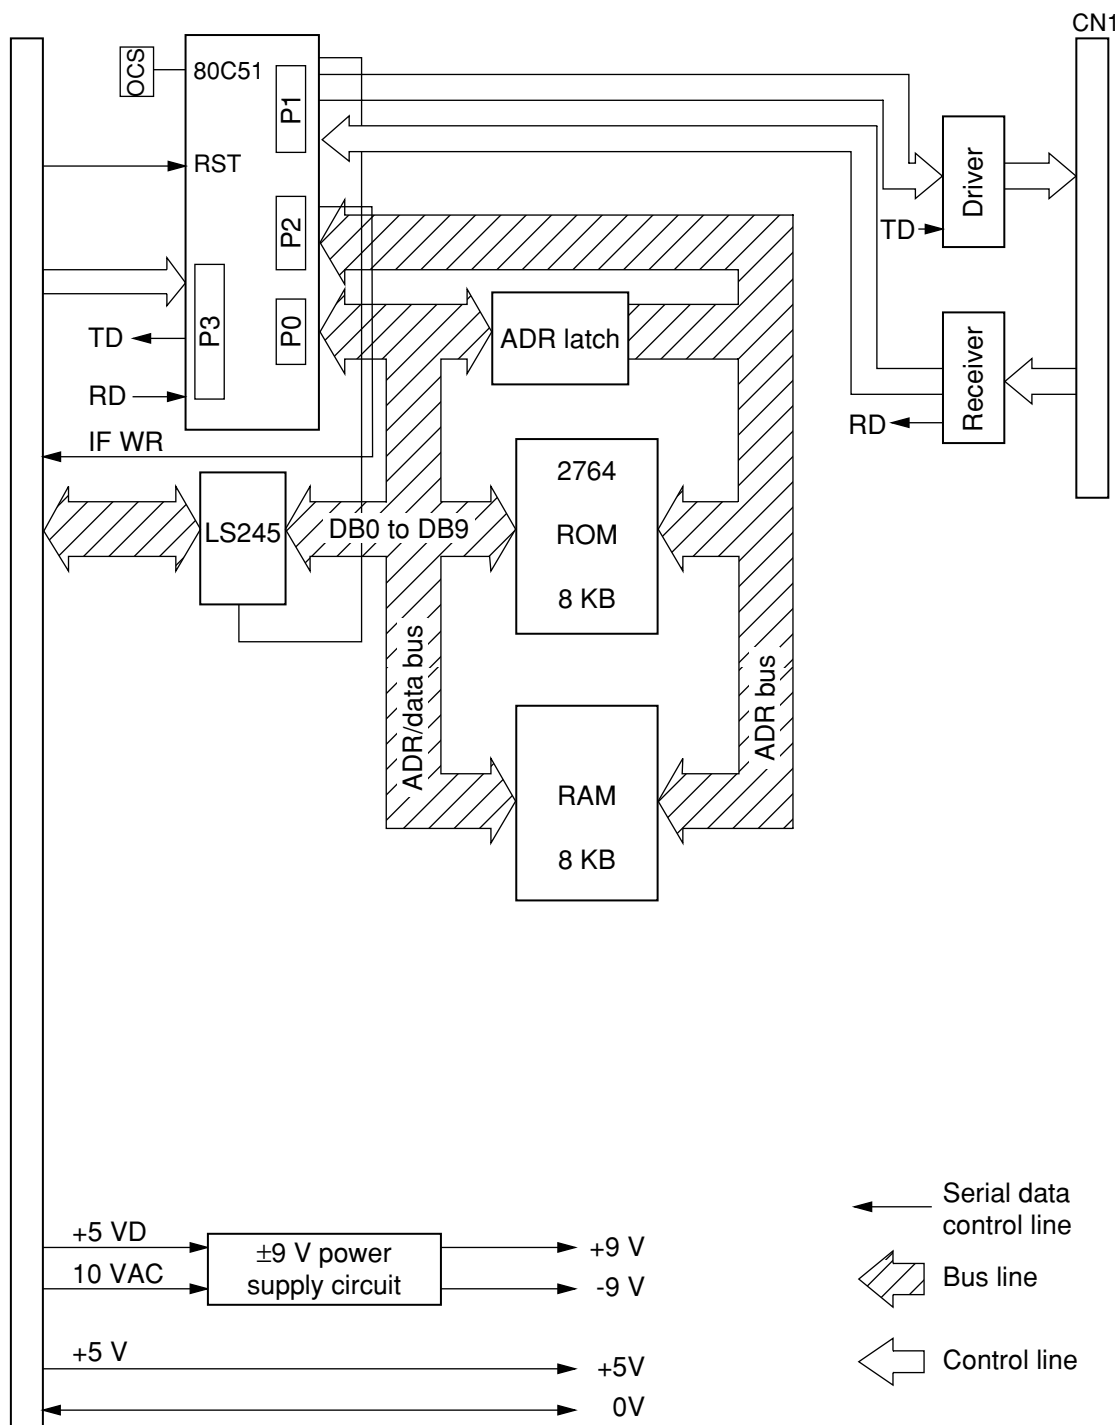 CN1
OCS
80C51
P1
RST
P2
Driver
TD
P3
P0
TD
ADR latch
RD
Receiver
RD
IF WR
2764
LS245
DB0 to DB9
ROM
8 KB
ADR/data bus
ADR bus
RAM
8 KB
Serial data
control line
+5 VD
±9 V power
supply circuit
+9 V
10 VAC
-9 V
Bus line
+5 V
+5V
Control line
0V